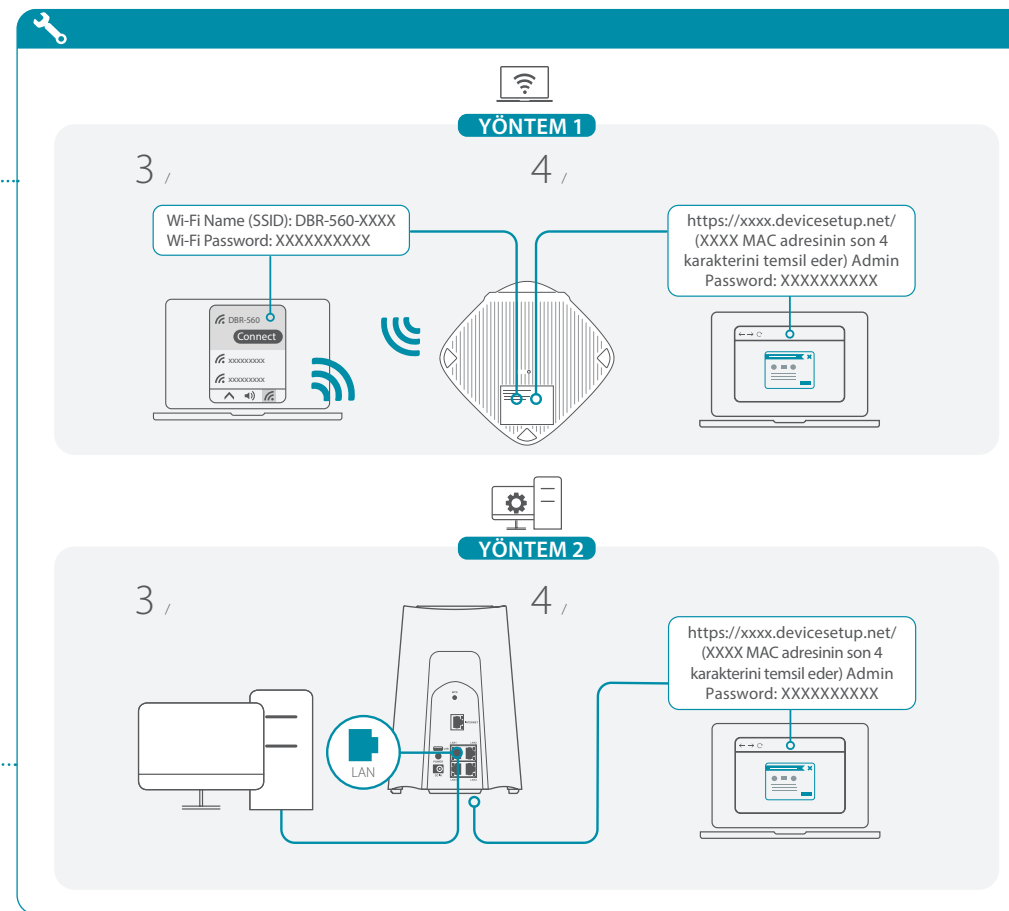 YÖNTEM 1
3 /
4 /
Wi-Fi Name (SSID): DBR-560-XXXX
Wi-Fi Password: XXXXXXXXXX
https://xxxx.devicesetup.net/
(XXXX MAC adresinin son 4
karakterini temsil eder) Admin
Password: XXXXXXXXXX
DBR-560
Connect
xxxxxxxxx
xxxxxxxxx
YÖNTEM 2
3 /
4 /
https://xxxx.devicesetup.net/
(XXXX MAC adresinin son 4
karakterini temsil eder) Admin
Password: XXXXXXXXXX
LAN